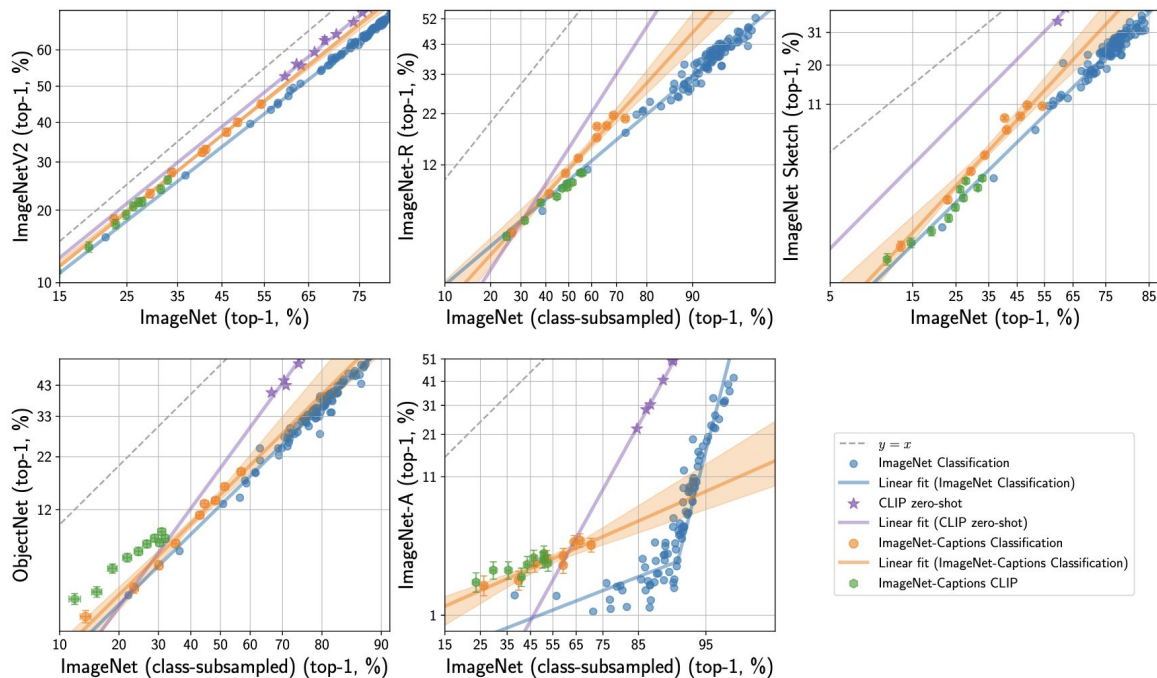 ImageNetV2 (top-1, %)
60
50
40
30
20
10
15 25 35 45 55 65 75
ImageNet (top-1, %)
ImageNet-R (top-1, %)
52
43
33
22
12
10 20 30 40 50 60 70 80 90
ImageNet (class-subsampled) (top-1, %)
ImageNet Sketch (top-1, %)
31
20
11
5 15 25 35 45 55 65 75 85
ImageNet (top-1, %)
ObjectNet (top-1, %)
43
33
22
12
10 20 30 40 50 60 70 80 90
ImageNet (class-subsampled) (top-1, %)
ImageNet-A (top-1, %)
51
41
31
21
11
1
15 25 35 45 55 65 75 85 95
ImageNet (class-subsampled) (top-1, %)
y = x
ImageNet Classification
Linear fit (ImageNet Classification)
CLIP zero-shot
Linear fit (CLIP zero-shot)
ImageNet-Captions Classification
Linear fit (ImageNet-Captions Classification)
ImageNet-Captions CLIP